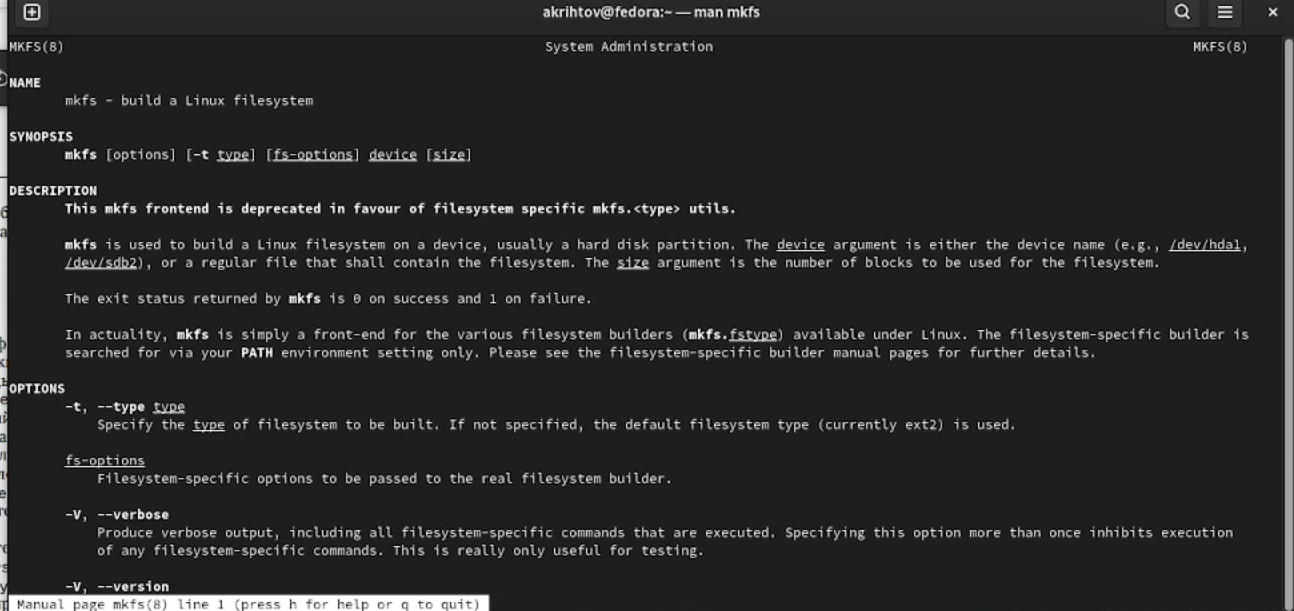 akrihtov@fedora:~ — man mkfs
MKFS(8) System Administration MKFS(8)
NAME
mkfs - build a Linux filesystem
SYNOPSIS
mkfs [options] [-t type] [fs-options] device [size]
DESCRIPTION
This mkfs frontend is deprecated in favour of filesystem specific mkfs.<type> utils.
mkfs is used to build a Linux filesystem on a device, usually a hard disk partition. The device argument is either the device name (e.g., /dev/hda1,
/dev/sdb2), or a regular file that shall contain the filesystem. The size argument is the number of blocks to be used for the filesystem.
The exit status returned by mkfs is 0 on success and 1 on failure.
In actuality, mkfs is simply a front-end for the various filesystem builders (mkfs.fstype) available under Linux. The filesystem-specific builder is
searched for via your PATH environment setting only. Please see the filesystem-specific builder manual pages for further details.
OPTIONS
-t, --type type
Specify the type of filesystem to be built. If not specified, the default filesystem type (currently ext2) is used.
fs-options
Filesystem-specific options to be passed to the real filesystem builder.
-V, --verbose
Produce verbose output, including all filesystem-specific commands that are executed. Specifying this option more than once inhibits execution
of any filesystem-specific commands. This is really only useful for testing.
-V, --version
Manual page mkfs(8) line 1 (press h for help or q to quit)